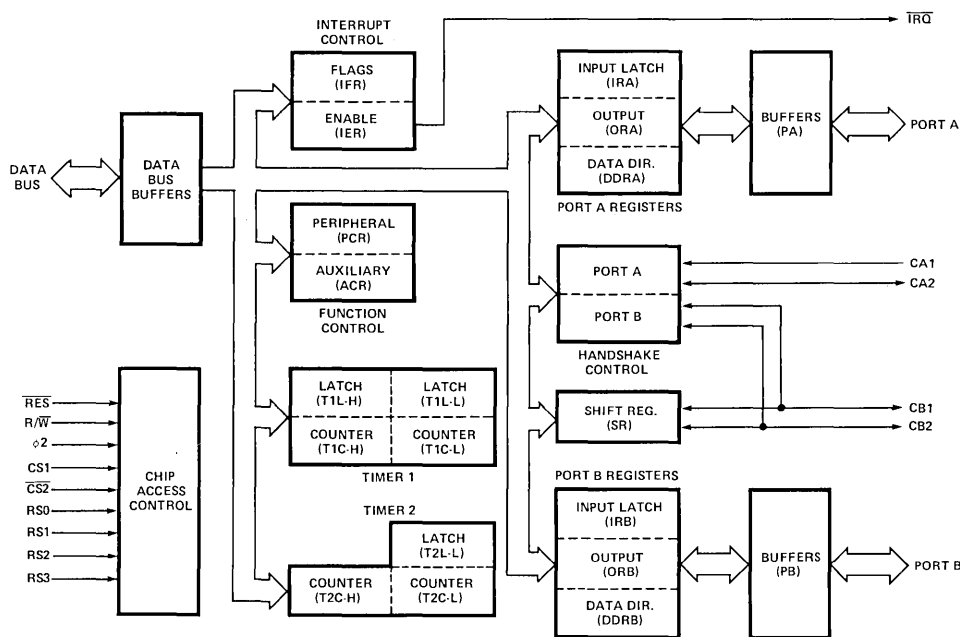 INTERRUPT
CONTROL
FLAGS
(IFR)
ENABLE
(IER)
IRQ
DATA
BUS
DATA
BUS
BUFFERS
PERIPHERAL
(PCR)
AUXILIARY
(ACR)
FUNCTION
CONTROL
INPUT LATCH
(IRA)
OUTPUT
(ORA)
DATA DIR.
(DDRA)
PORT A REGISTERS
BUFFERS
(PA)
PORT A
PORT A
PORT B
HANDSHAKE
CONTROL
CA1
CA2
SHIFT REG.
(SR)
CB1
CB2
RES
R/W
ϕ2
CS1
CS2
RS0
RS1
RS2
RS3
CHIP
ACCESS
CONTROL
LATCH
(T1L-H)
LATCH
(T1L-L)
COUNTER
(T1C-H)
COUNTER
(T1C-L)
TIMER 1
TIMER 2
LATCH
(T2L-L)
COUNTER
(T2C-H)
COUNTER
(T2C-L)
PORT B REGISTERS
INPUT LATCH
(IRB)
OUTPUT
(ORB)
DATA DIR.
(DDRB)
BUFFERS
(PB)
PORT B